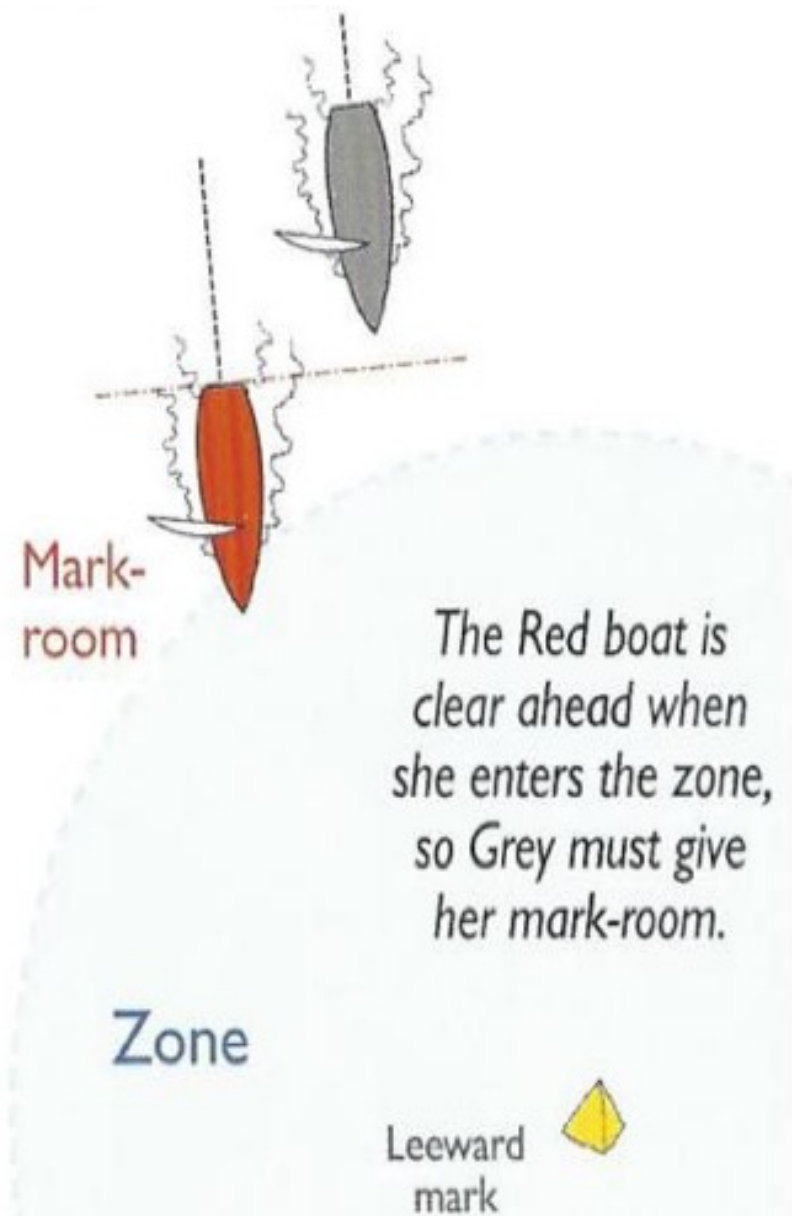 Mark-
room
The Red boat is
clear ahead when
she enters the zone,
so Grey must give
her mark-room.
Zone
Leeward
mark